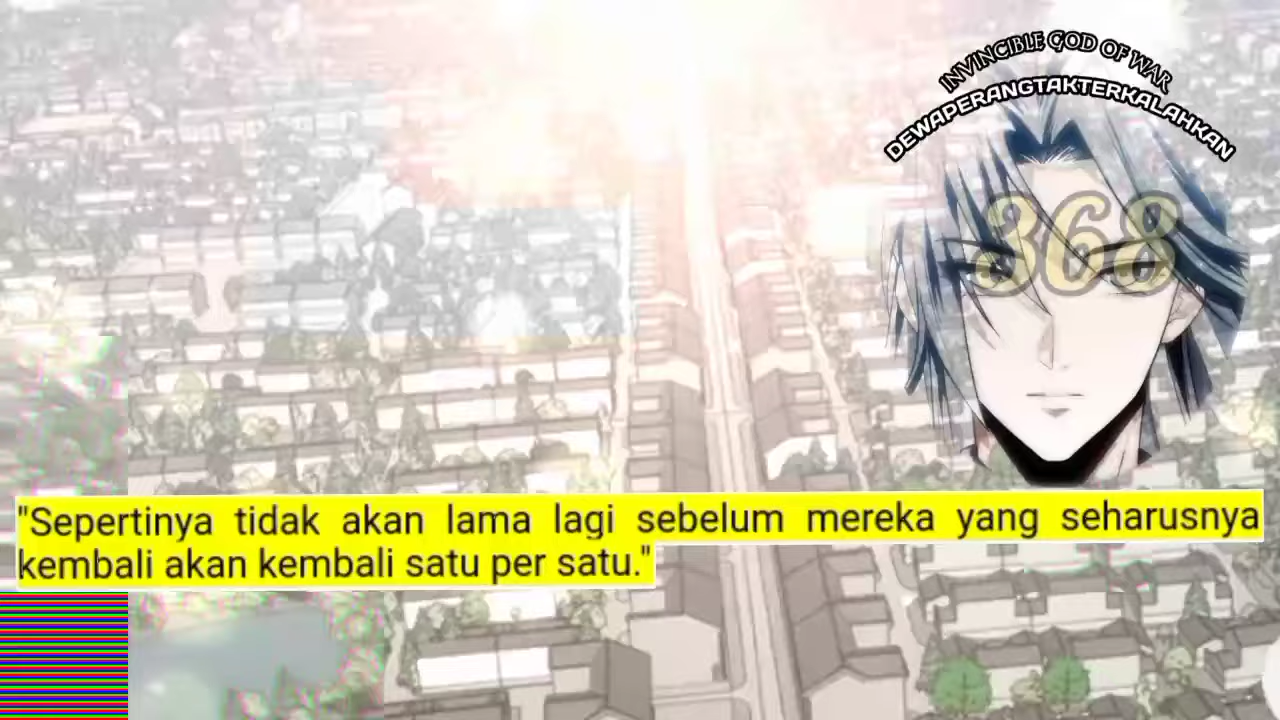 INVINCIBLE GOD OF WAR
DEWAPERANGTAKTERKALAHKAN
368
"Sepertinya tidak akan lama lagi sebelum mereka yang seharusnya
kembali akan kembali satu per satu."